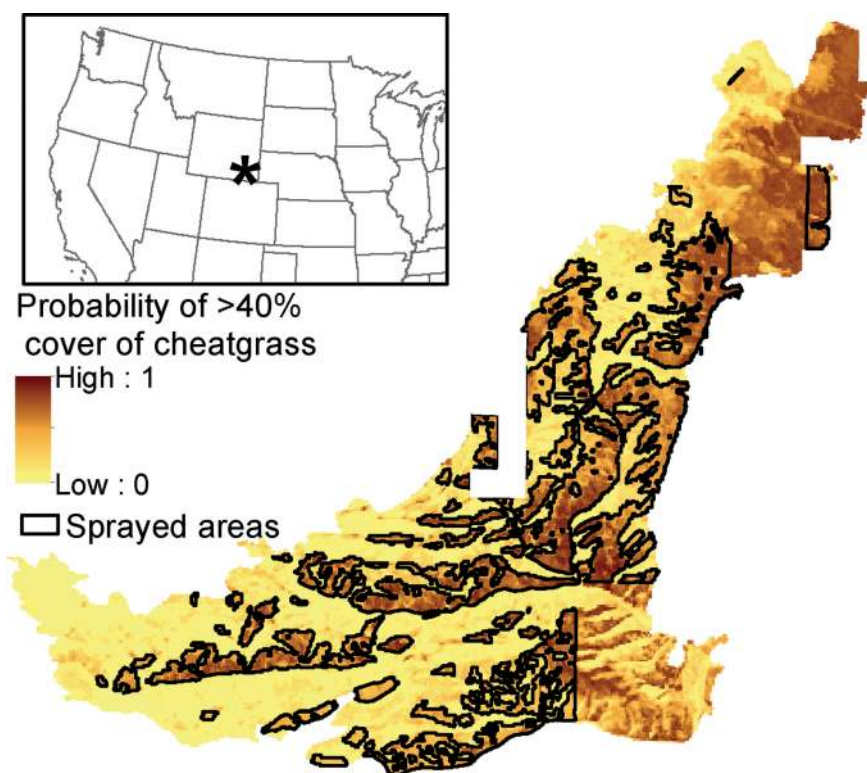 *
Probability of >40%
cover of cheatgrass
High : 1
Low : 0
Sprayed areas